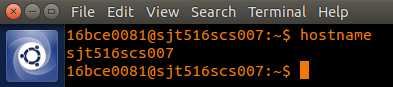 File Edit View Search Terminal Help
16bce0081@sjt516scs007:~$ hostname
sjt516scs007
16bce0081@sjt516scs007:~$